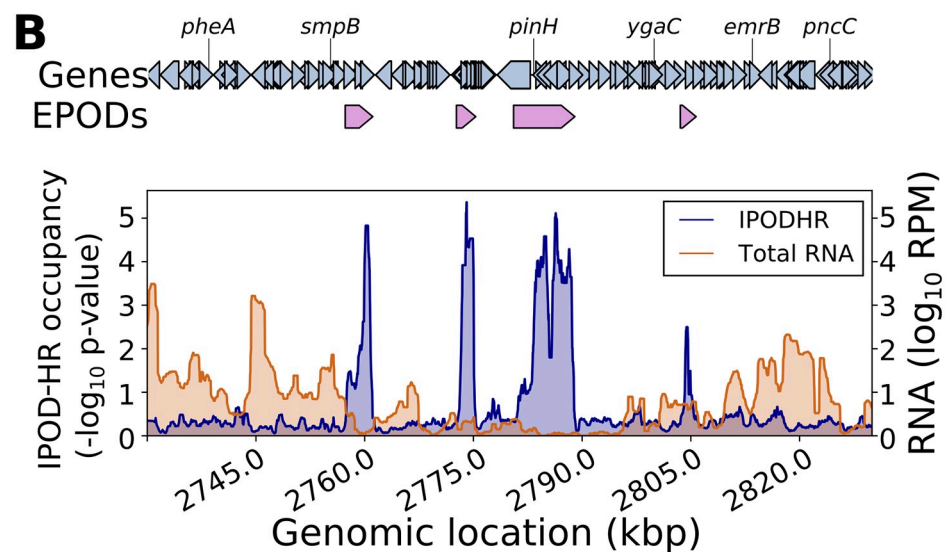 B
pheA smpB pinH ygaC emrB pncC
Genes
EPODs
IPOD-HR occupancy
(-log10 p-value)
5
4
3
2
1
0
IPODHR
Total RNA
5
4
3
2
1
0
RNA (log10 RPM)
2745.0 2760.0 2775.0 2790.0 2805.0 2820.0
Genomic location (kbp)